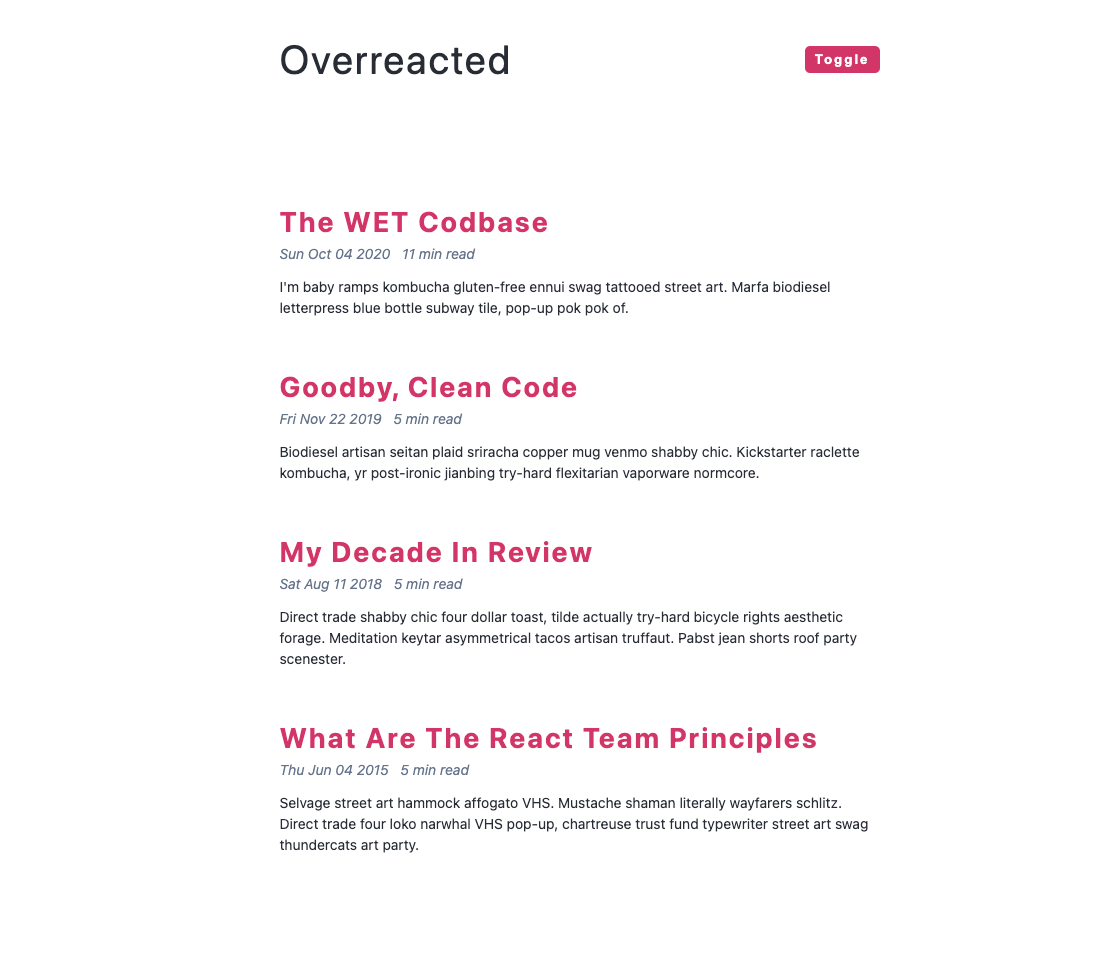 Overreacted
Toggle
The WET Codbase
Sun Oct 04 2020 11 min read
I'm baby ramps kombucha gluten-free ennui swag tattooed street art. Marfa biodiesel
letterpress blue bottle subway tile, pop-up pok pok of.
Goodby, Clean Code
Fri Nov 22 2019 5 min read
Biodiesel artisan seitan plaid sriracha copper mug venmo shabby chic. Kickstarter raclette
kombucha, yr post-ironic jianbing try-hard flexitarian vaporware normcore.
My Decade In Review
Sat Aug 11 2018 5 min read
Direct trade shabby chic four dollar toast, tilde actually try-hard bicycle rights aesthetic
forage. Meditation keytar asymmetrical tacos artisan truffaut. Pabst jean shorts roof party
scenester.
What Are The React Team Principles
Thu Jun 04 2015 5 min read
Selvage street art hammock affogato VHS. Mustache shaman literally wayfarers schlitz.
Direct trade four loko narwhal VHS pop-up, chartreuse trust fund typewriter street art swag
thundercats art party.